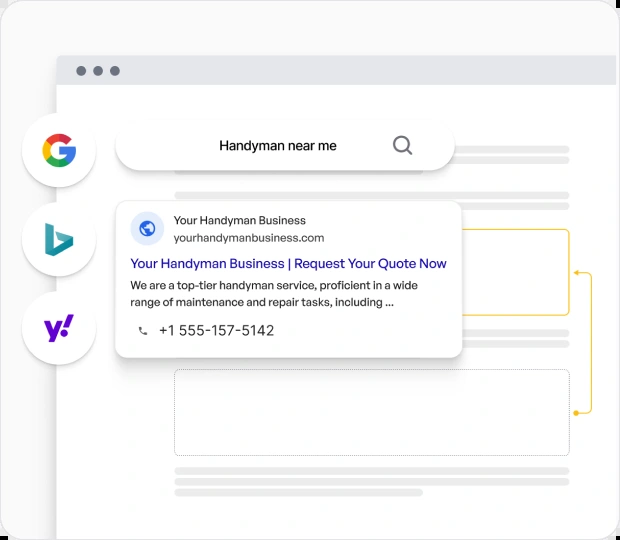 Handyman near me
Your Handyman Business
yourhandymanbusiness.com
Your Handyman Business | Request Your Quote Now
We are a top-tier handyman service, proficient in a wide
range of maintenance and repair tasks, including ...
+1 555-157-5142
y!